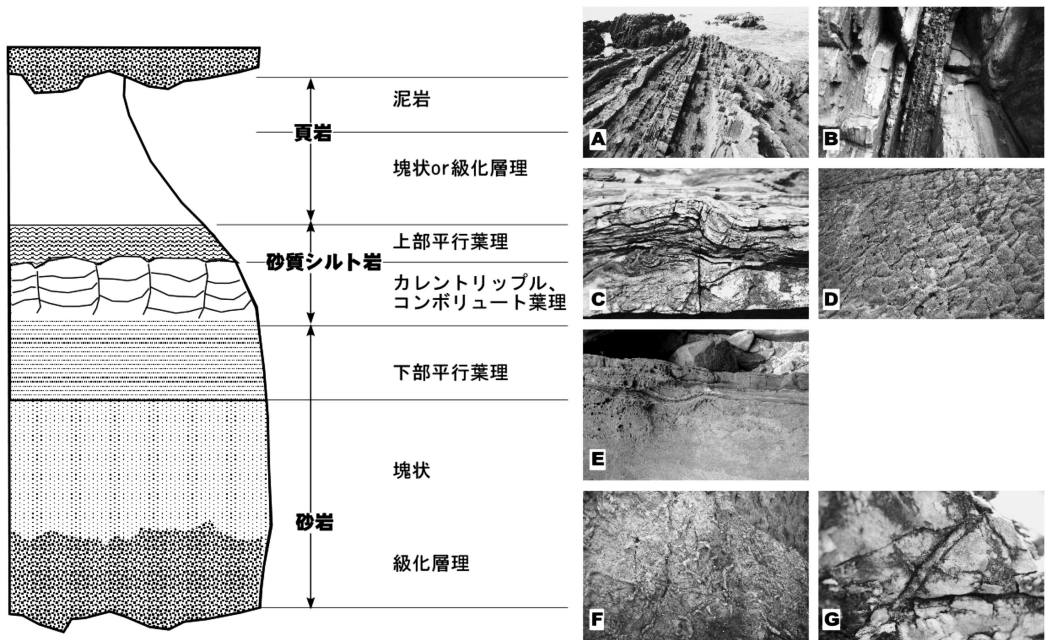 泥岩
頁岩
塊状or級化層理
上部平行葉理
砂質シルト岩
カレントリップル、
コンボリュート葉理
下部平行葉理
塊状
砂岩
級化層理
A
B
C
D
E
F
G